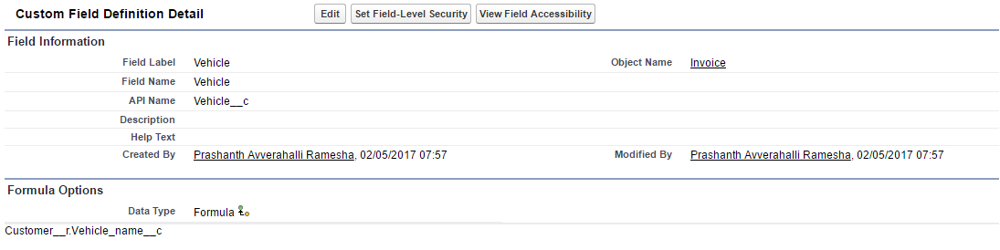 Custom Field Definition Detail Edit Set Field-Level Security View Field Accessibility
Field Information
Field Label Vehicle Object Name Invoice
Field Name Vehicle
API Name Vehicle__c
Description
Help Text
Created By Prashanth Avverahalli Ramesha, 02/05/2017 07:57 Modified By Prashanth Avverahalli Ramesha, 02/05/2017 07:57
Formula Options
Data Type Formula
Customer__r.Vehicle_name__c